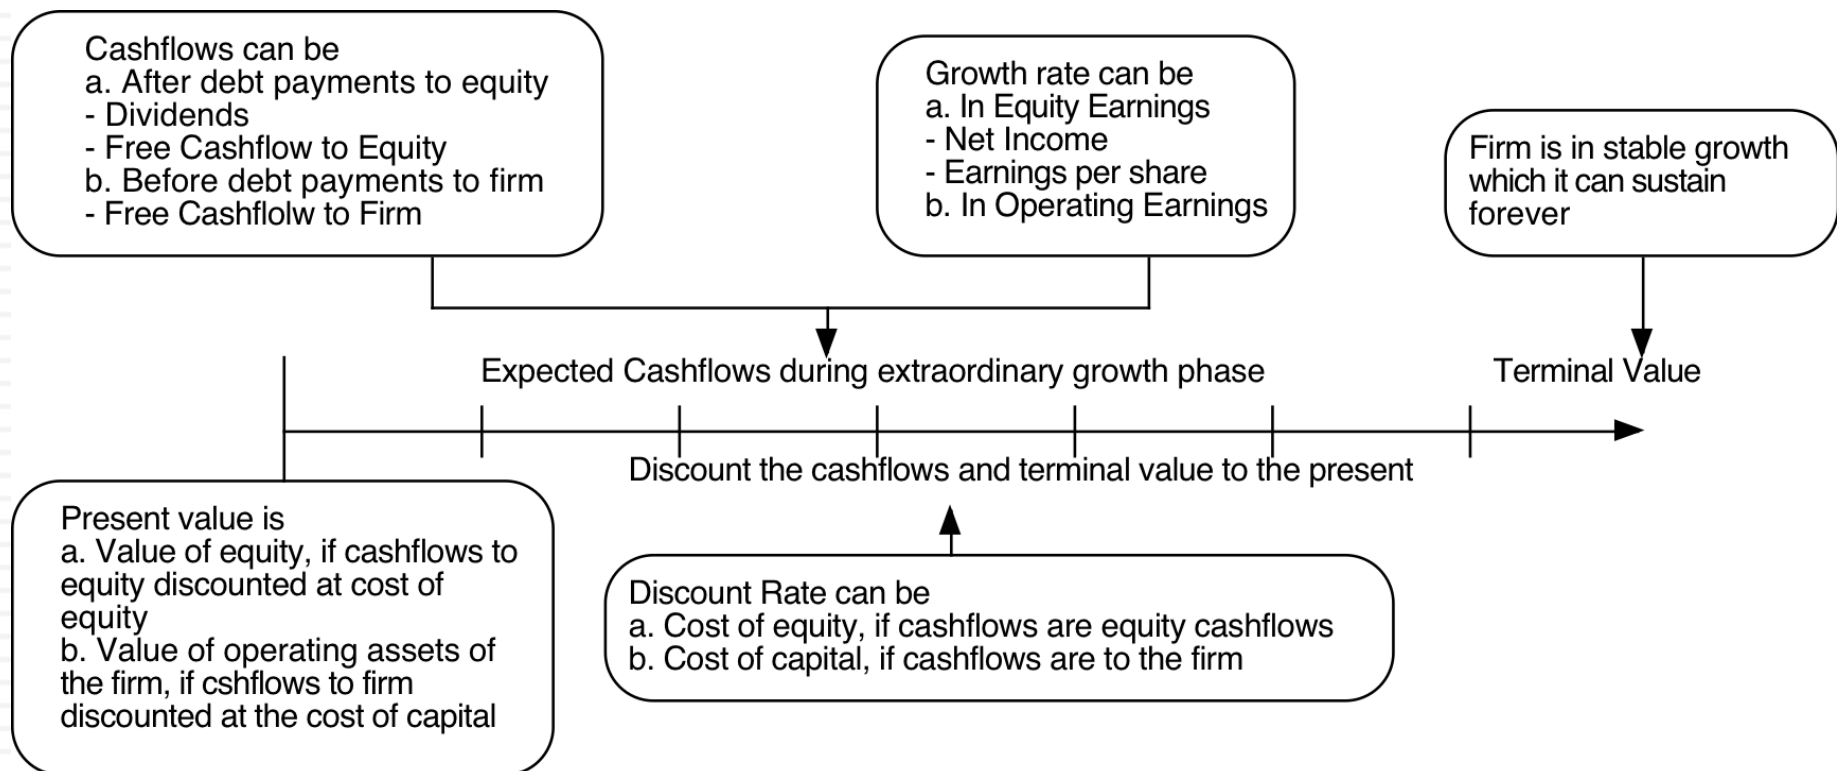 Cashflows can be
a. After debt payments to equity
- Dividends
- Free Cashflow to Equity
b. Before debt payments to firm
- Free Cashflolw to Firm
Growth rate can be
a. In Equity Earnings
- Net Income
- Earnings per share
b. In Operating Earnings
Firm is in stable growth
which it can sustain
forever
Expected Cashflows during extraordinary growth phase
Terminal Value
Discount the cashflows and terminal value to the present
Present value is
a. Value of equity, if cashflows to
equity discounted at cost of
equity
b. Value of operating assets of
the firm, if cshflows to firm
discounted at the cost of capital
Discount Rate can be
a. Cost of equity, if cashflows are equity cashflows
b. Cost of capital, if cashflows are to the firm